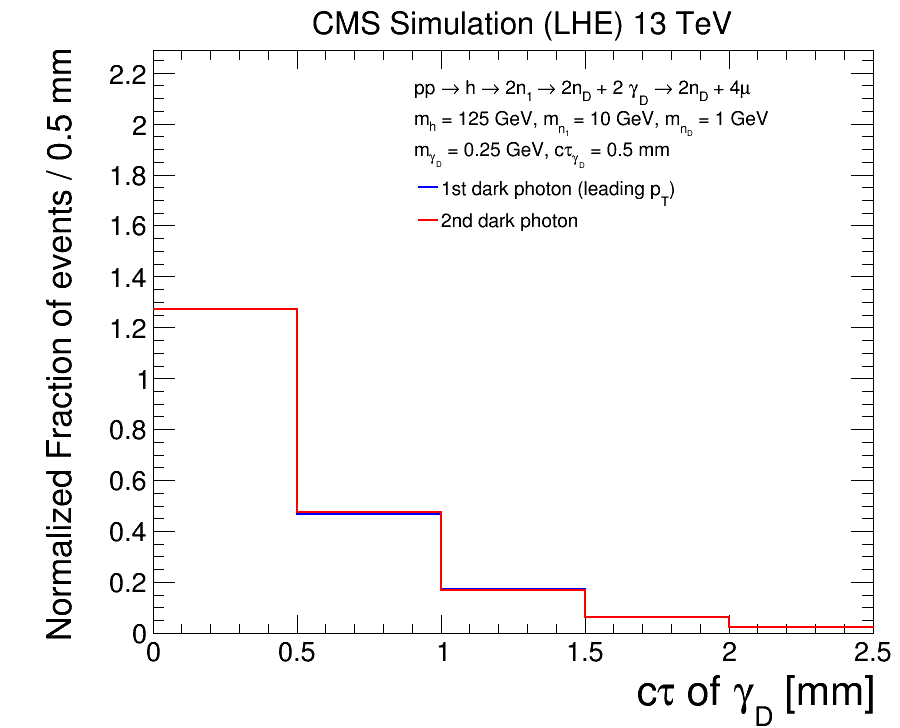 CMS Simulation (LHE) 13 TeV
Normalized Fraction of events / 0.5 mm
pp → h → 2n₁ → 2n_D + 2 γ_D → 2n_D + 4μ
m_h = 125 GeV, m_n₁ = 10 GeV, m_n_D = 1 GeV
m_γ_D = 0.25 GeV, cτ_γ_D = 0.5 mm
1st dark photon (leading p_T)
2nd dark photon
2.2
2
1.8
1.6
1.4
1.2
1
0.8
0.6
0.4
0.2
0
0 0.5 1 1.5 2 2.5
cτ of γ_D [mm]